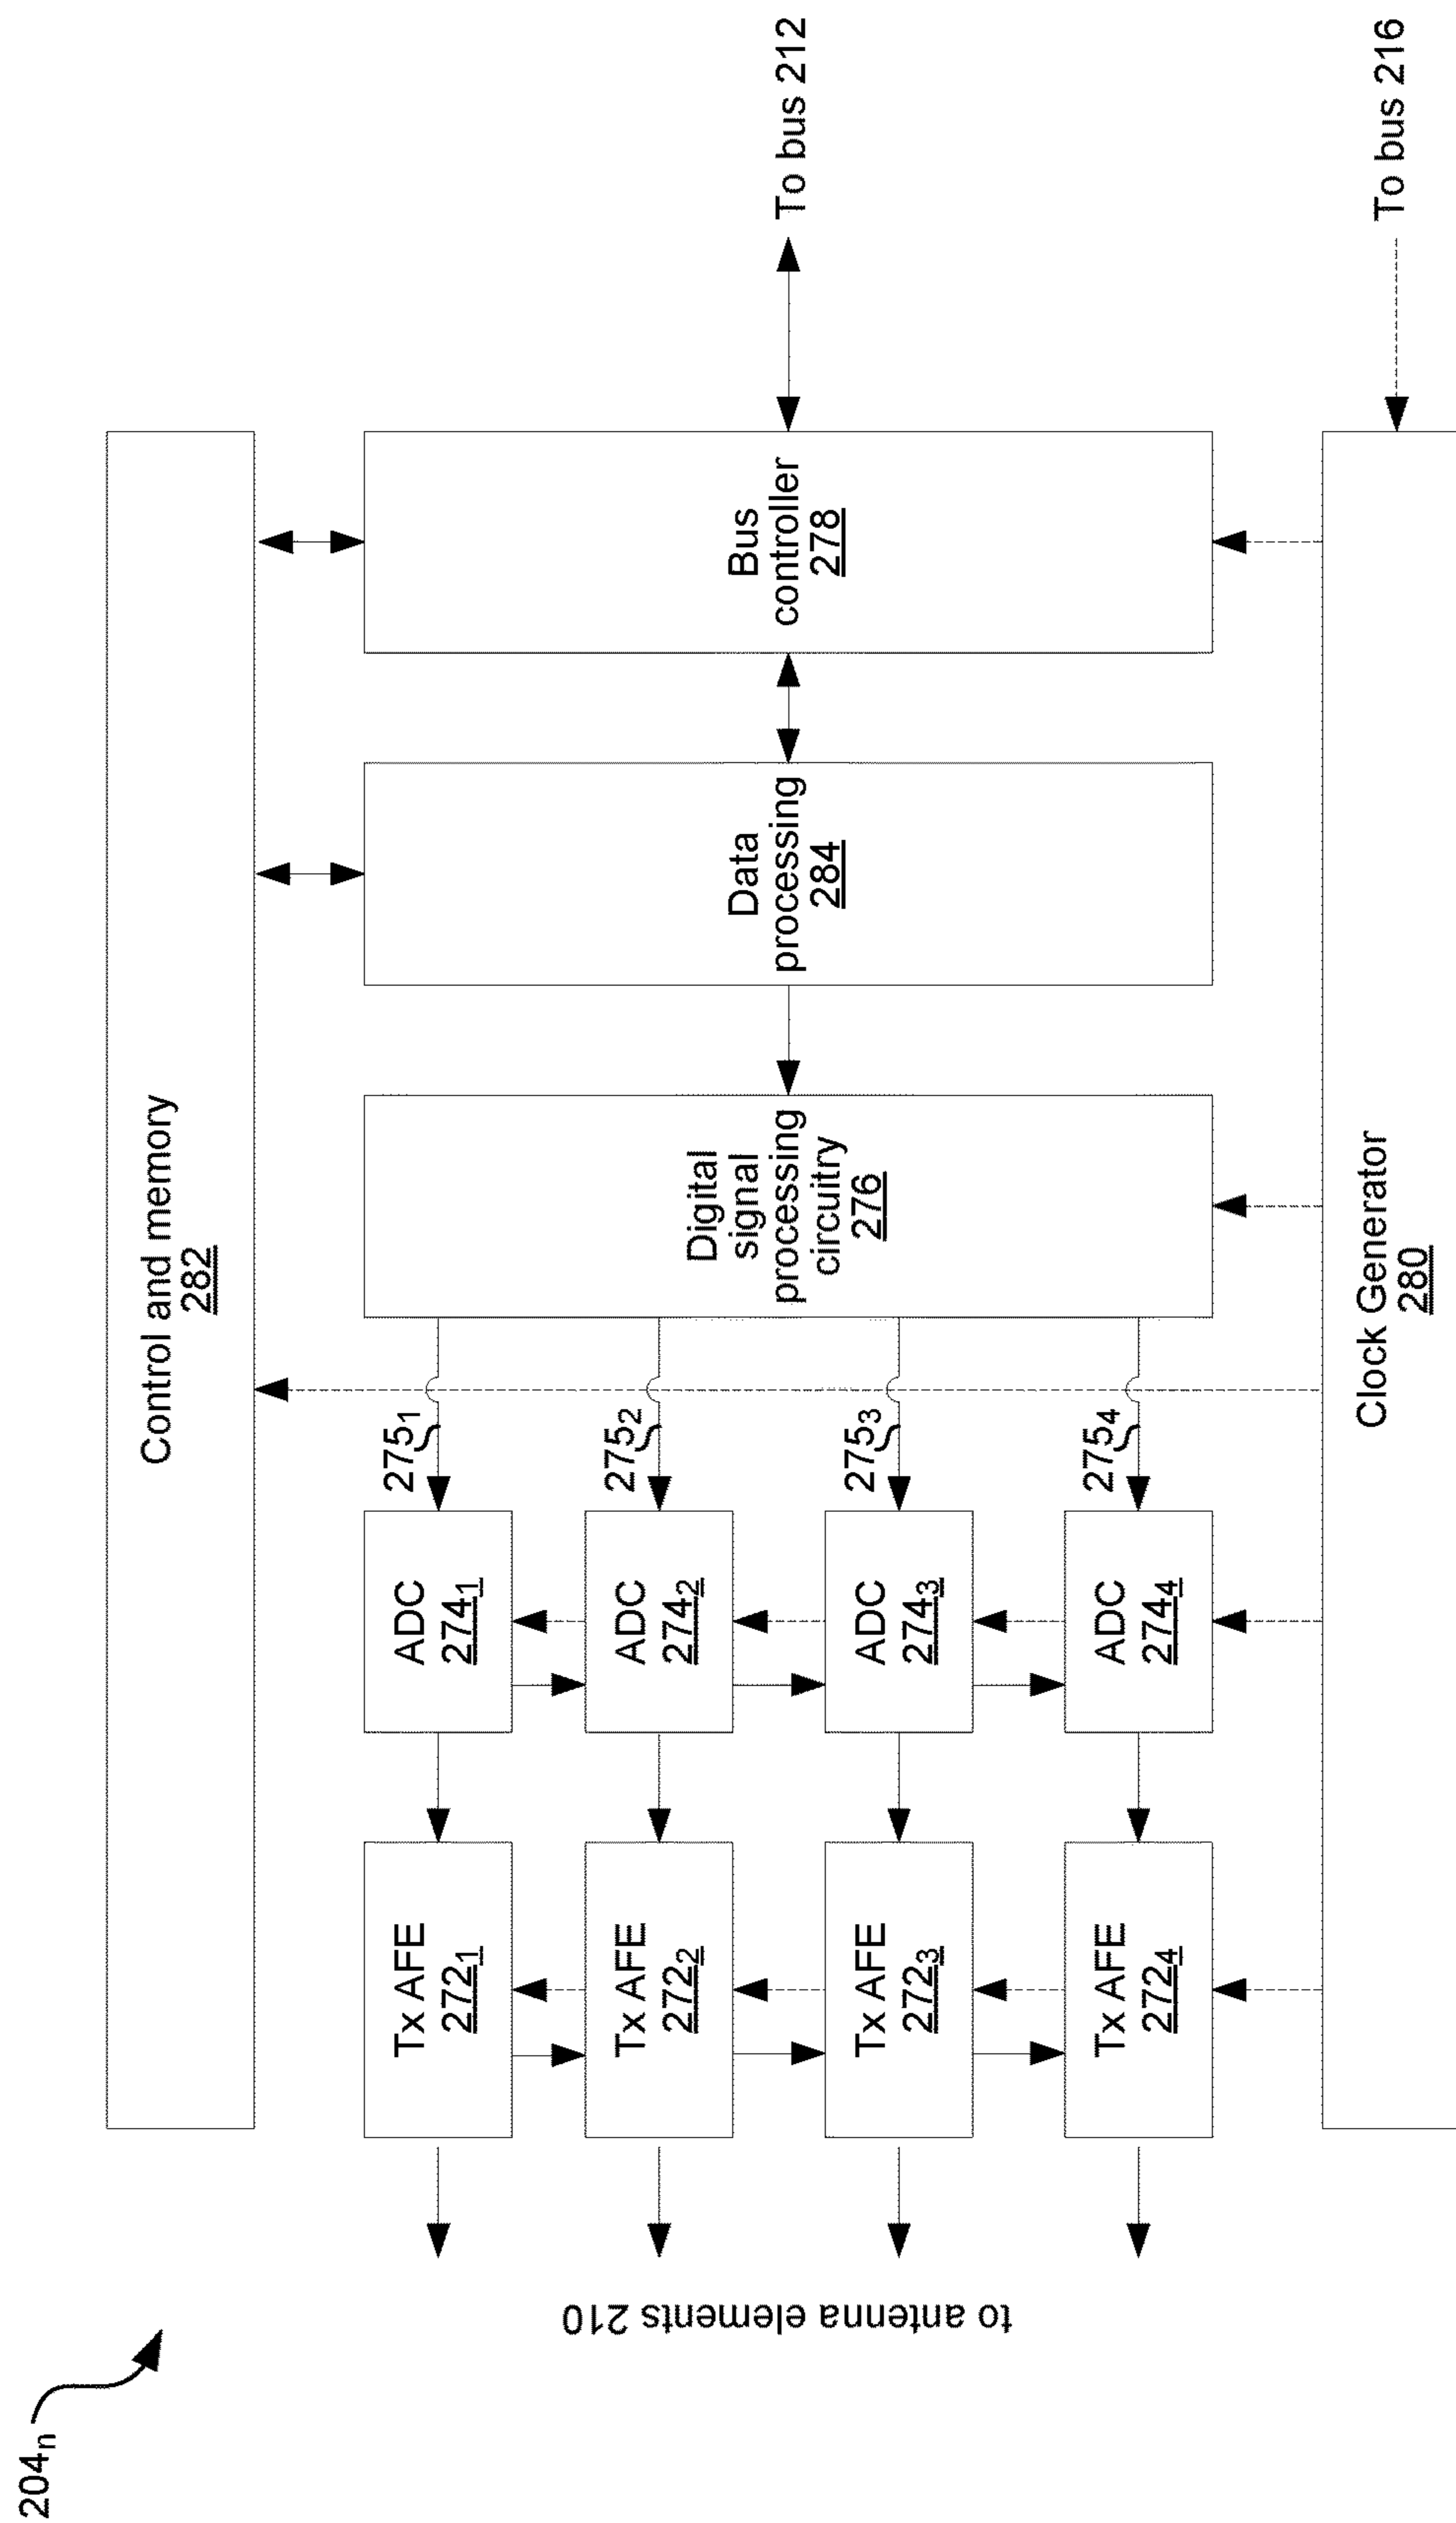 204n
Control and memory
282
to antenna elements 210
Tx AFE
2721
ADC
2741
2751
Tx AFE
2722
ADC
2742
2752
Tx AFE
2723
ADC
2743
2753
Tx AFE
2724
ADC
2744
2754
Digital
signal
processing
circuitry
276
Data
processing
284
Bus
controller
278
To bus 212
Clock Generator
280
To bus 216